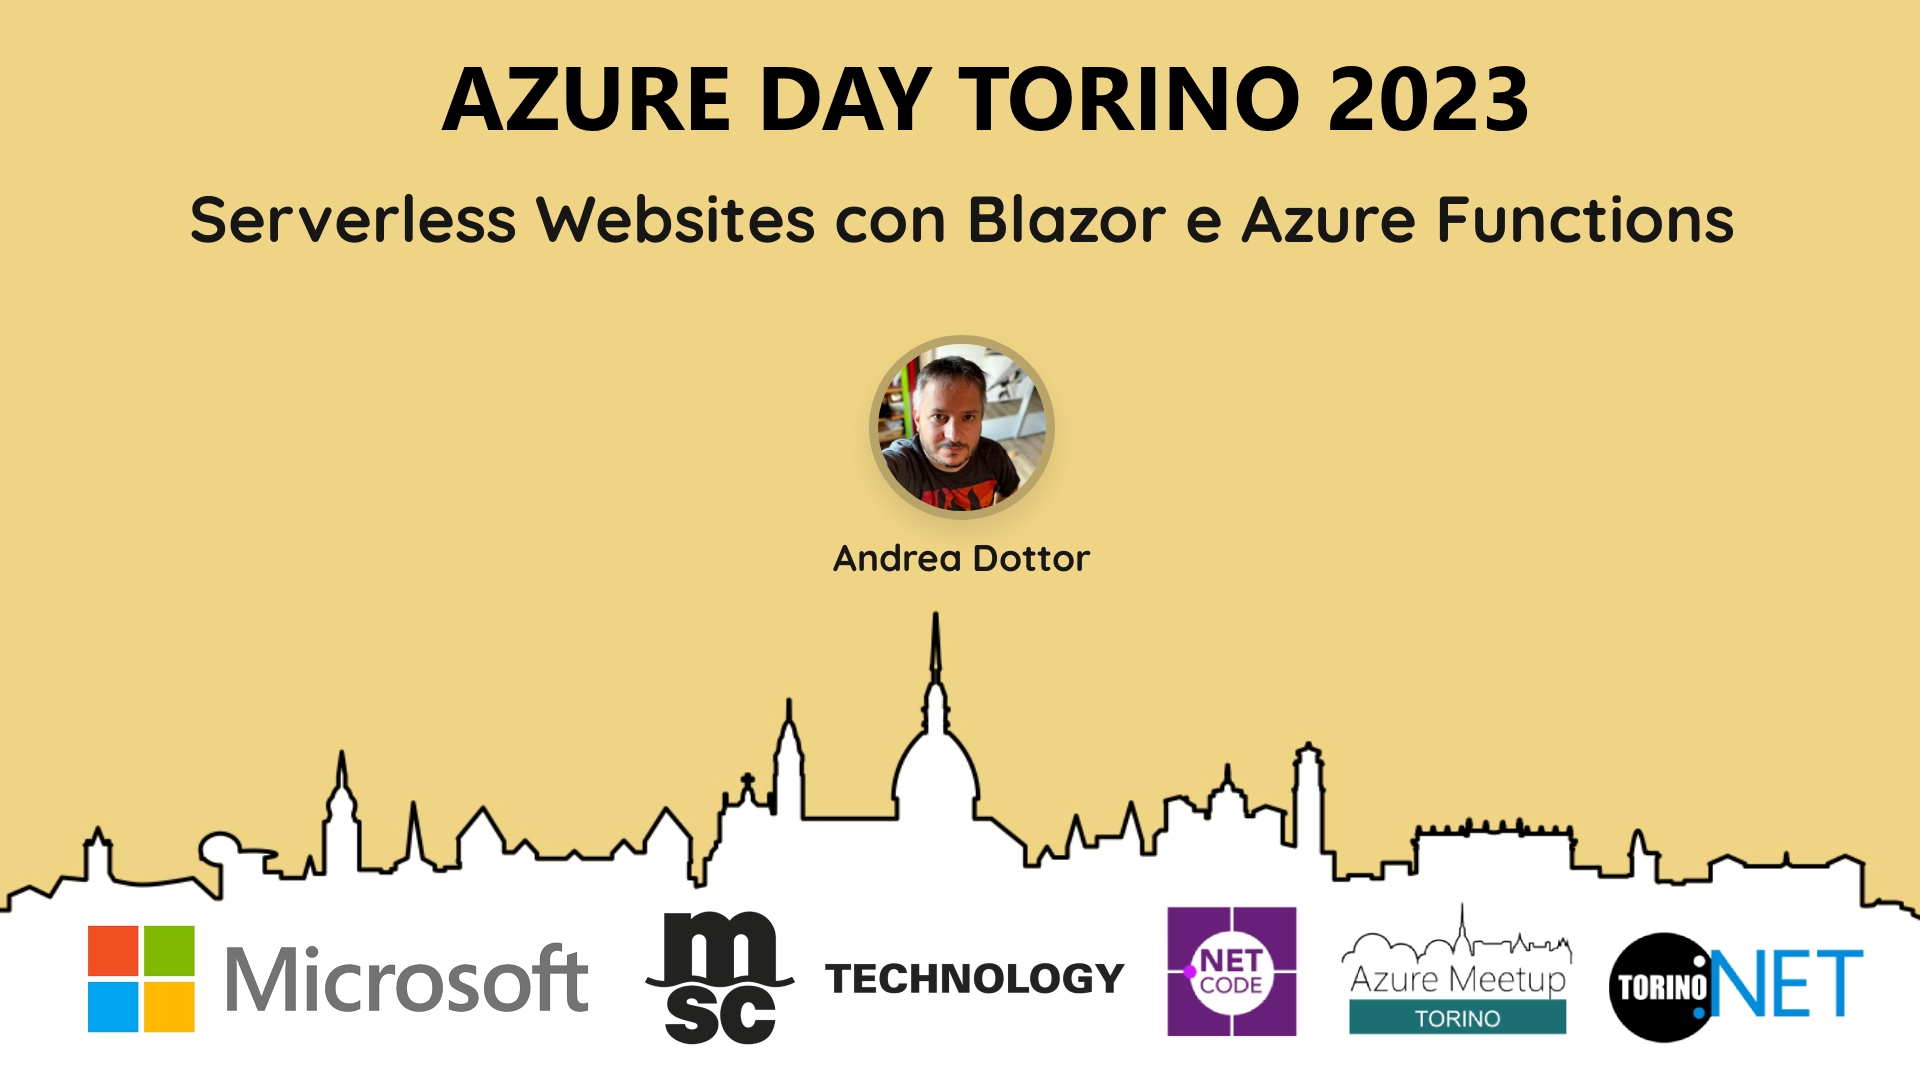 AZURE DAY TORINO 2023
Serverless Websites con Blazor e Azure Functions
Andrea Dottor
Microsoft
msc TECHNOLOGY
NET
CODE
Azure Meetup
TORINO
TORINO NET